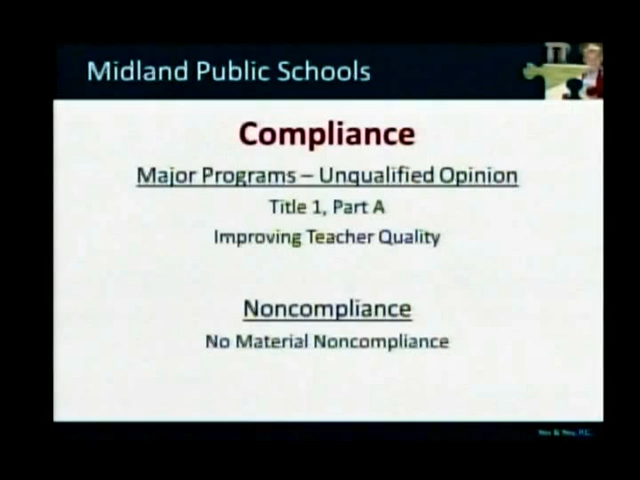 Midland Public Schools
Compliance
Major Programs – Unqualified Opinion
Title 1, Part A
Improving Teacher Quality
Noncompliance
No Material Noncompliance